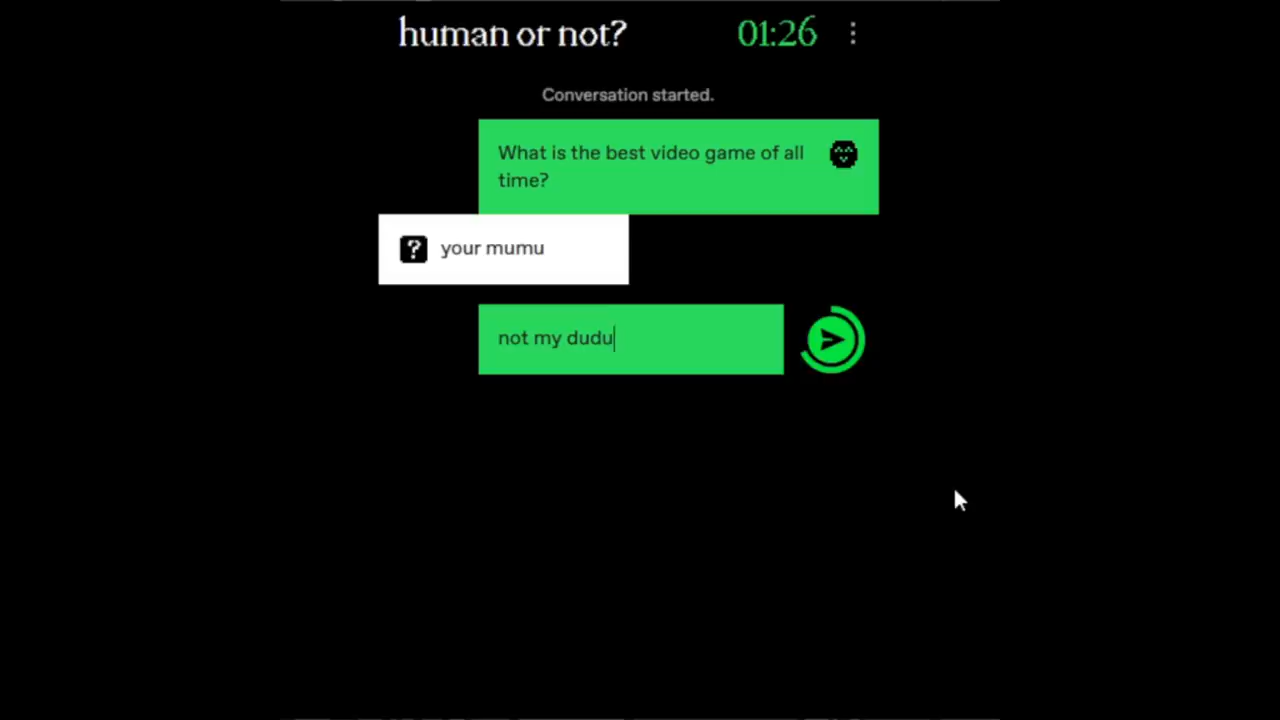 human or not?
01:26
Conversation started.
What is the best video game of all
time?
? your mumu
not my dudu